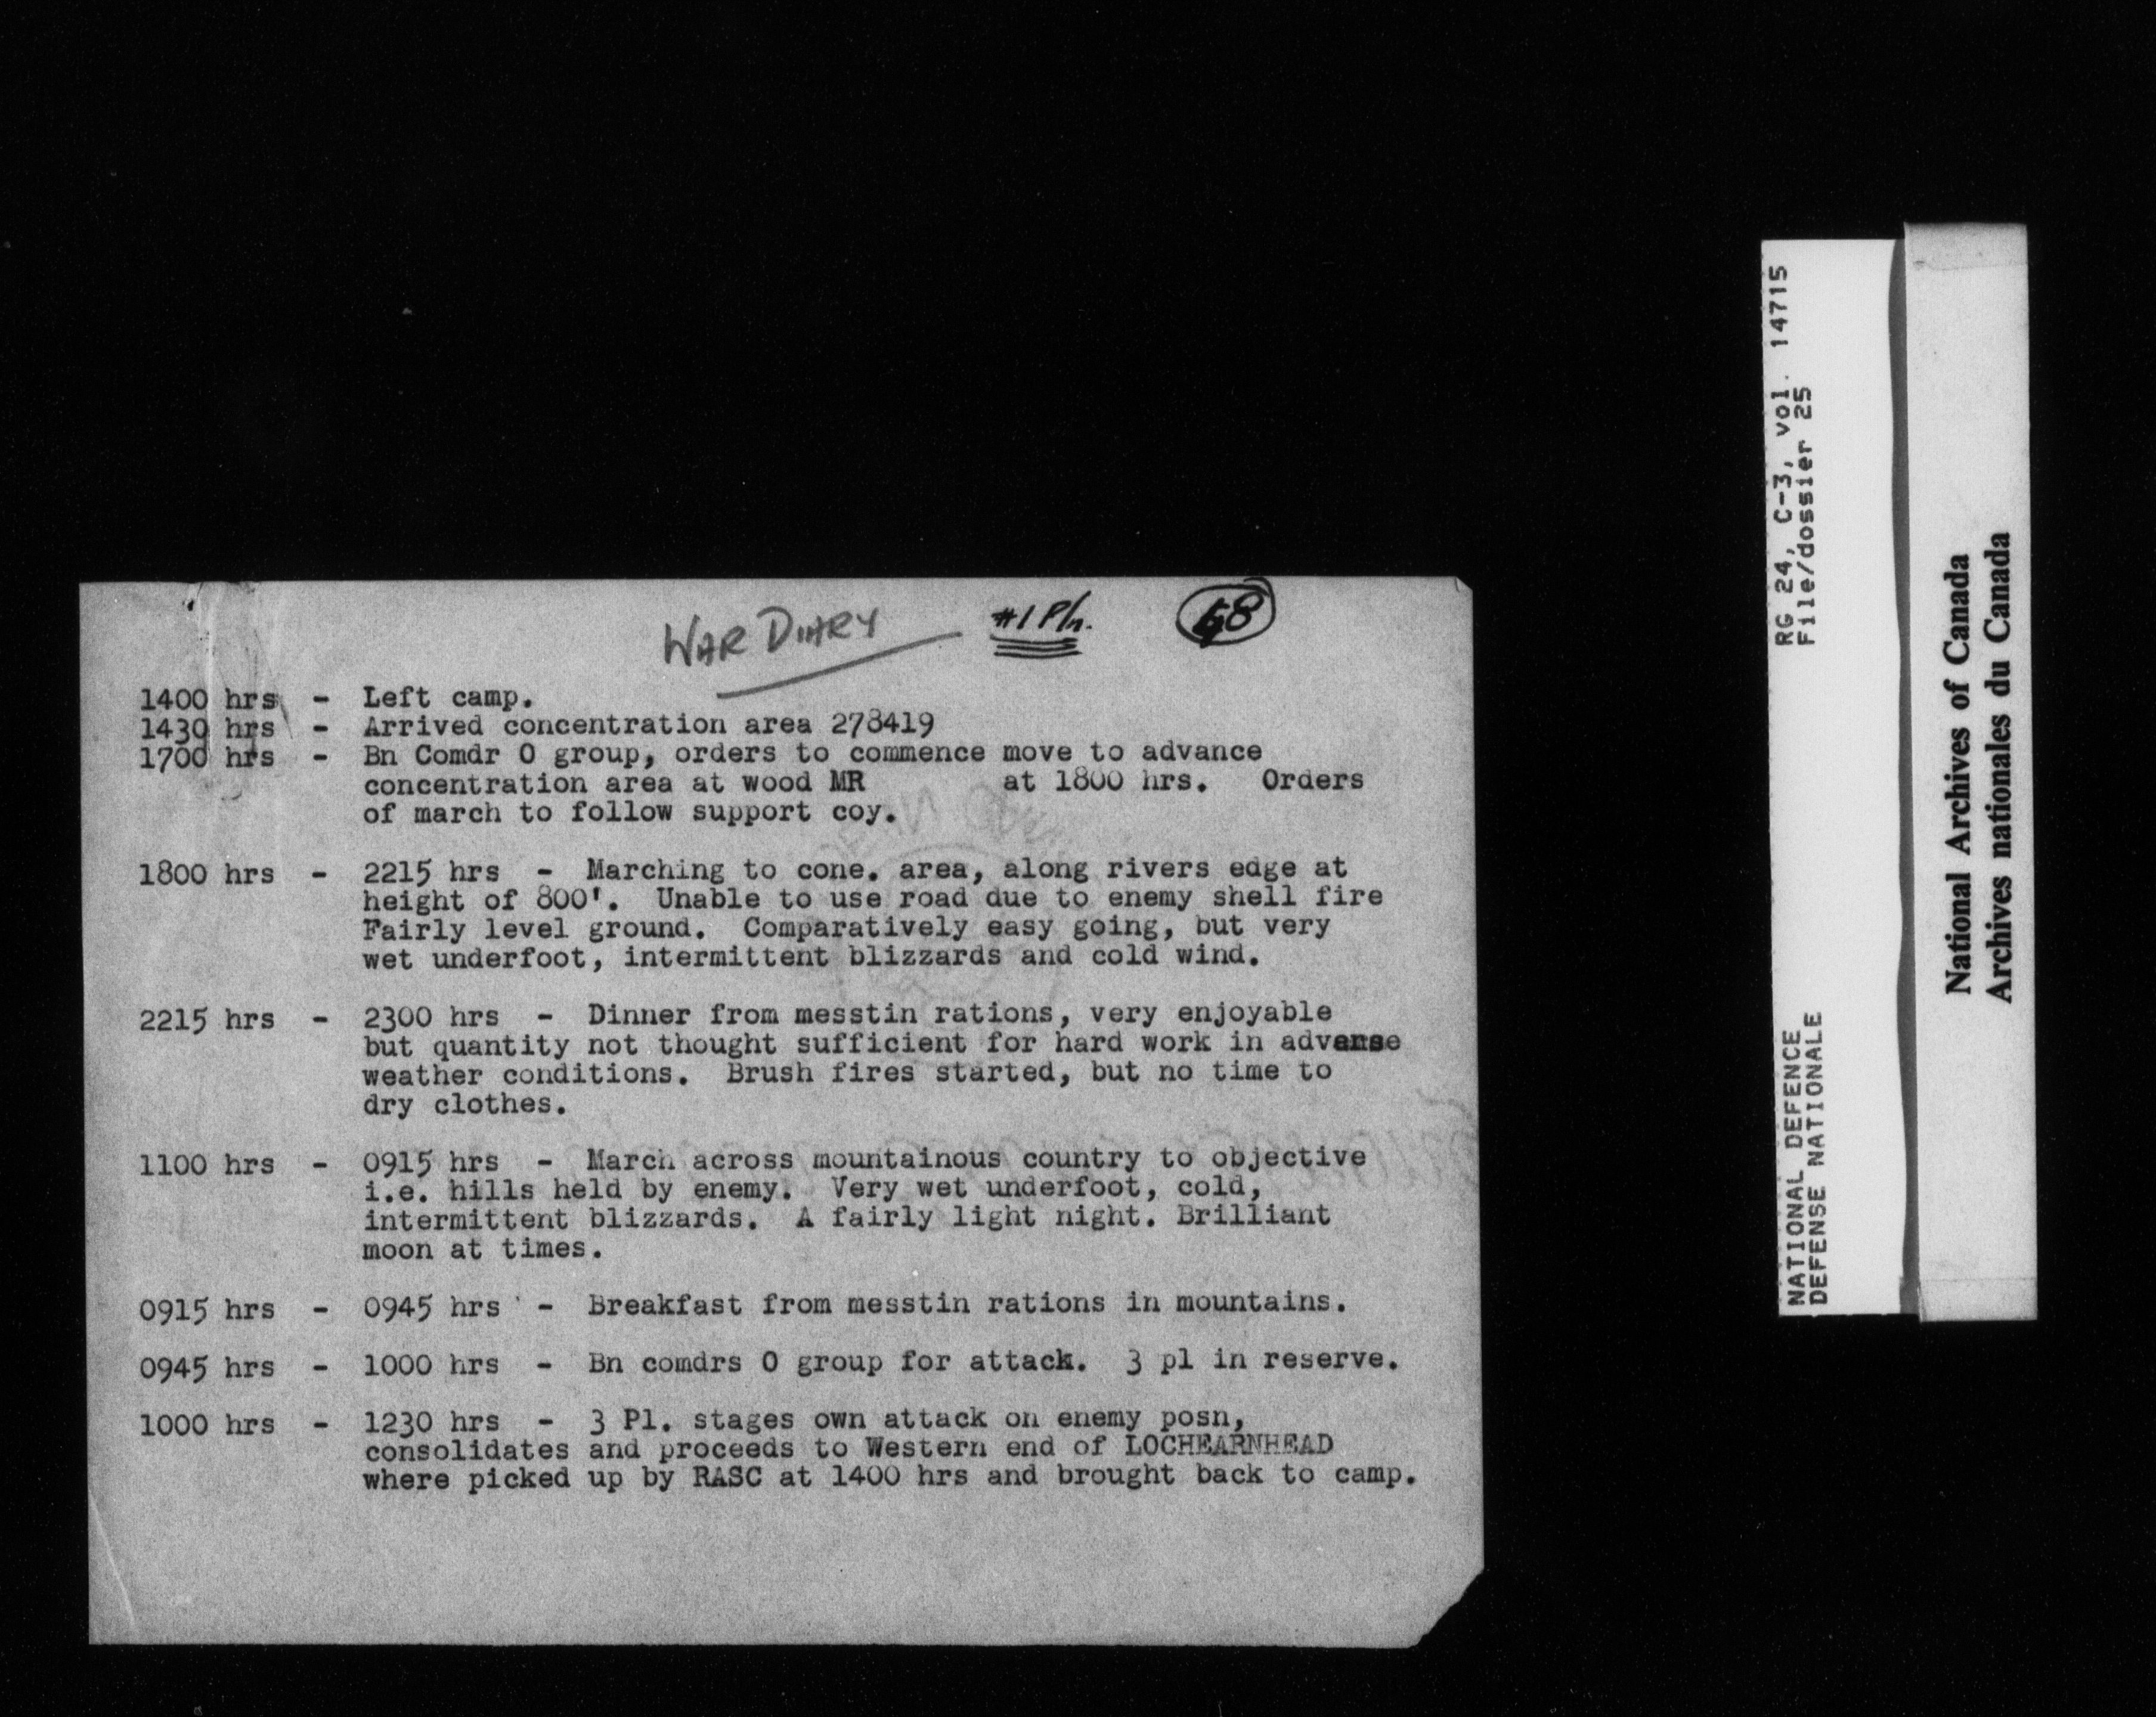 WAR DIARY #1 Pln. 68
1400 hrs - Left camp.
1430 hrs - Arrived concentration area 278419
1700 hrs - Bn Comdr O group, orders to commence move to advance
concentration area at wood MR at 1800 hrs. Orders
of march to follow support coy.
1800 hrs - 2215 hrs - Marching to cone. area, along rivers edge at
height of 800'. Unable to use road due to enemy shell fire
Fairly level ground. Comparatively easy going, but very
wet underfoot, intermittent blizzards and cold wind.
2215 hrs - 2300 hrs - Dinner from messtin rations, very enjoyable
but quantity not thought sufficient for hard work in adverse
weather conditions. Brush fires started, but no time to
dry clothes.
1100 hrs - 0915 hrs - March across mountainous country to objective
i.e. hills held by enemy. Very wet underfoot, cold,
intermittent blizzards. A fairly light night. Brilliant
moon at times.
0915 hrs - 0945 hrs - Breakfast from messtin rations in mountains.
0945 hrs - 1000 hrs - Bn comdrs O group for attack. 3 pl in reserve.
1000 hrs - 1230 hrs - 3 Pl. stages own attack on enemy posn,
consolidates and proceeds to Western end of LOCHEARNHEAD
where picked up by RASC at 1400 hrs and brought back to camp.
RG 24, C-3, vol. 14715
File/dossier 25
NATIONAL DEFENCE
DEFENSE NATIONALE
National Archives of Canada
Archives nationales du Canada